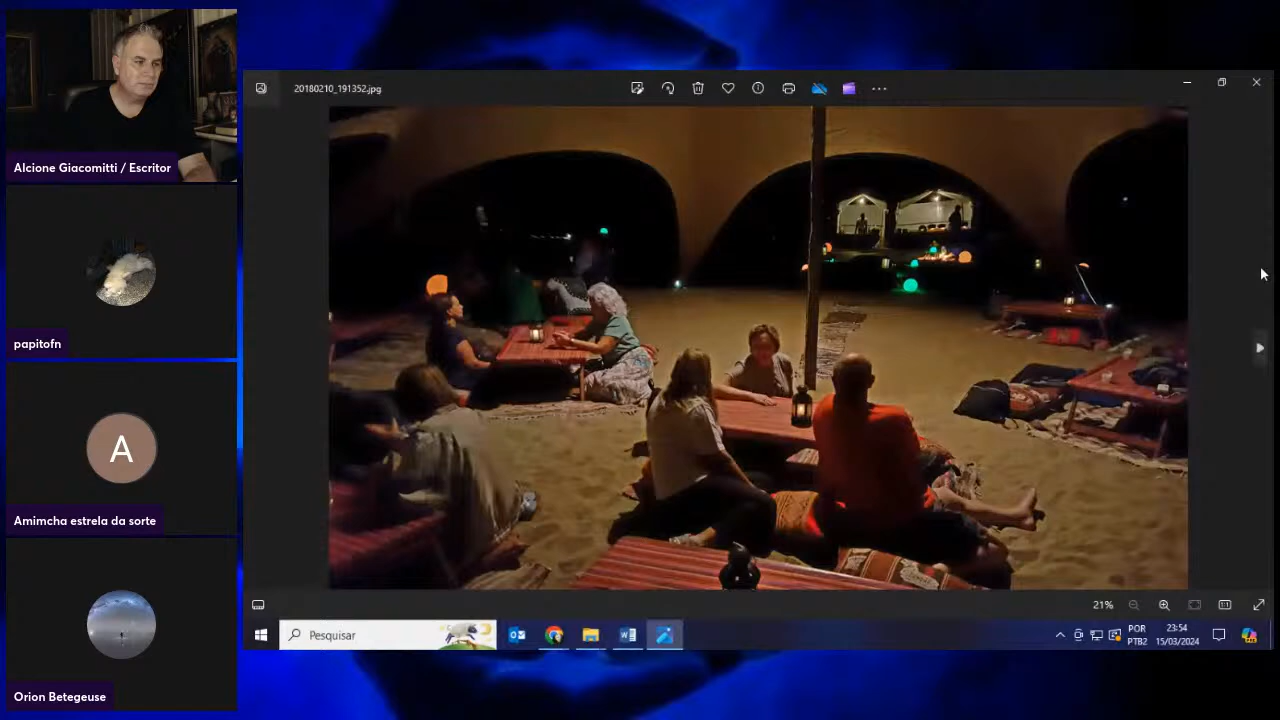 Alcione Giacomitti / Escritor
papitofn
A
Amimcha estrela da sorte
Orion Betegeuse
20180210_191352.jpg
21%
Pesquisar
POR
PTB2
23:54
15/03/2024